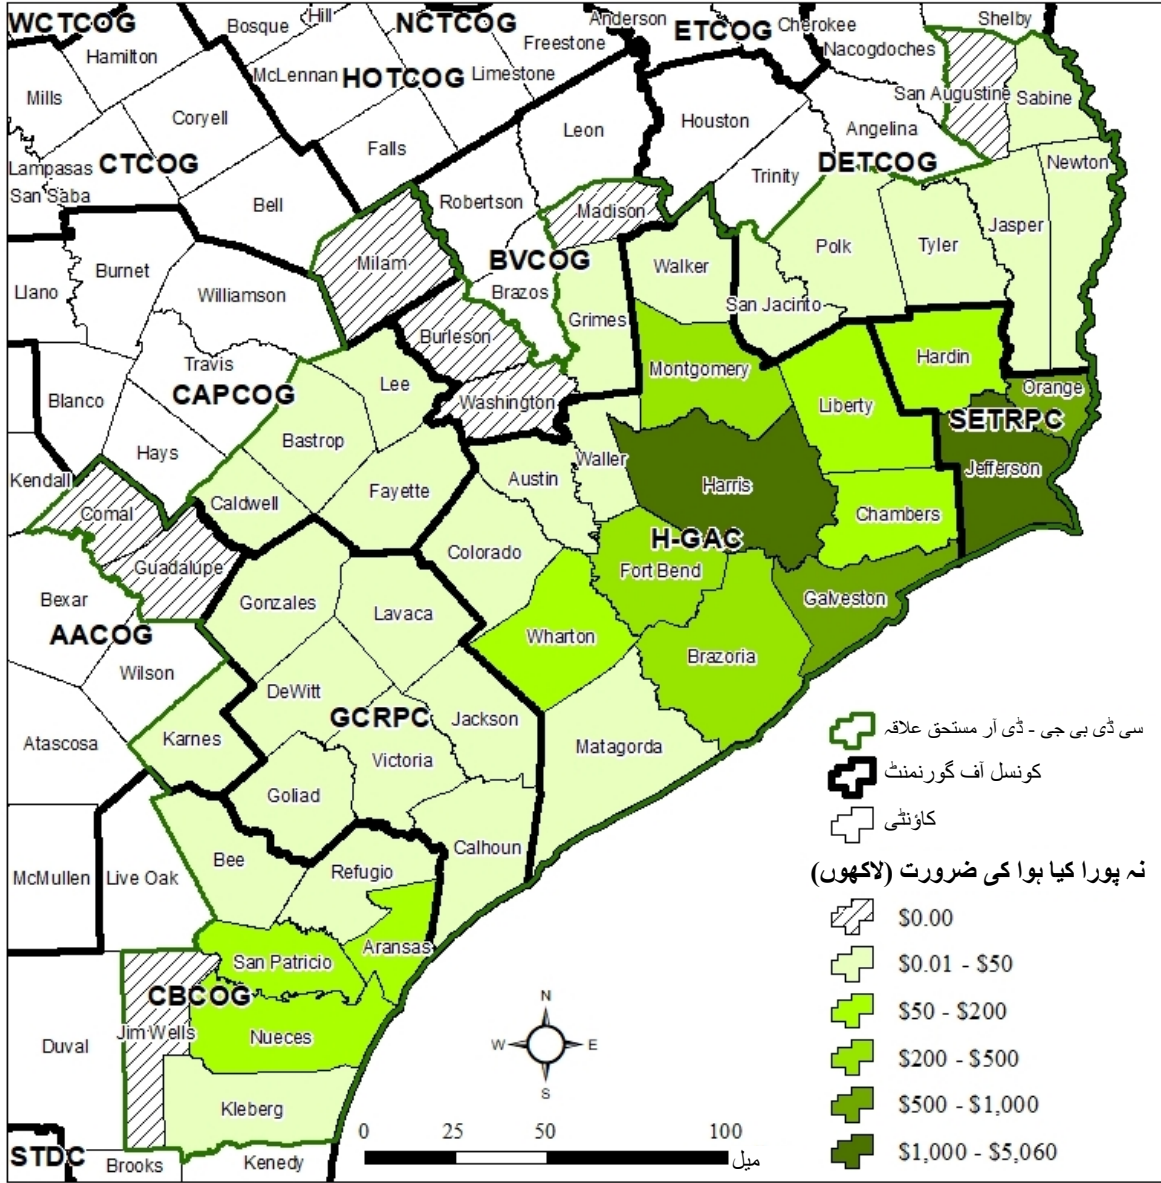 WCTCOG
Hill
Bosque
NCTCOG
Anderson
ETCOG
Cherokee
Shelby
Hamilton
Freestone
Nacogdoches
McLennan
HOTCOG
Limestone
Mills
San Augustine
Sabine
Coryell
Leon
Houston
Angelina
Falls
Lampasas
CTCOG
DETCOG
Newton
San Saba
Bell
Robertson
Trinity
Madison
Jasper
Polk
Tyler
Burnet
Milam
BVCOG
Walker
Llano
Williamson
Brazos
San Jacinto
Grimes
Burleson
Travis
Montgomery
Hardin
CAPCOG
Lee
Orange
Blanco
Washington
Liberty
SETRPC
Bastrop
Hays
Waller
Jefferson
Kendall
Austin
Harris
Fayette
Caldwell
Comal
Chambers
H-GAC
Colorado
Guadalupe
Fort Bend
Bexar
Gonzales
Lavaca
Galveston
AACOG
Wharton
Brazoria
Wilson
DeWitt
GCRPC
Jackson
Karnes
Atascosa
Matagorda
Victoria
Goliad
Calhoun
Bee
Refugio
McMullen
Live Oak
Aransas
San Patricio
CBCOG
Jim Wells
Nueces
Duval
Kleberg
STDC
Brooks
Kenedy
سی ڈی بی جی - ڈی آر مستحق علاقہ
کونسل آف گورنمنٹ
کاؤنٹی
نہ پورا کیا ہوا کی ضرورت (لاکھوں)
$0.00
$0.01 - $50
$50 - $200
$200 - $500
$500 - $1,000
$1,000 - $5,060
N
W E
S
0 25 50 100
میل